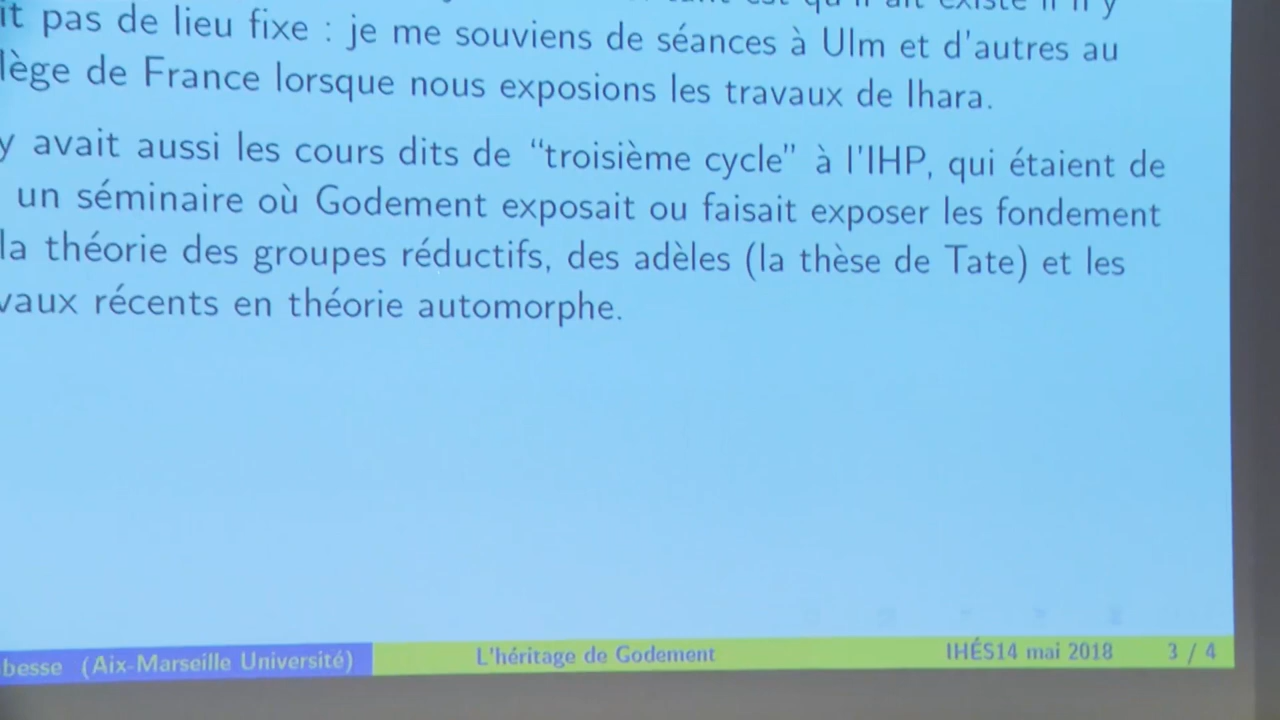 it pas de lieu fixe : je me souviens de séances à Ulm et d'autres au
lège de France lorsque nous exposions les travaux de Ihara.
y avait aussi les cours dits de “troisième cycle” à l'IHP, qui étaient de
un séminaire où Godement exposait ou faisait exposer les fondement
la théorie des groupes réductifs, des adèles (la thèse de Tate) et les
vaux récents en théorie automorphe.
besse (Aix-Marseille Université) L'héritage de Godement IHÉS14 mai 2018 3 / 4